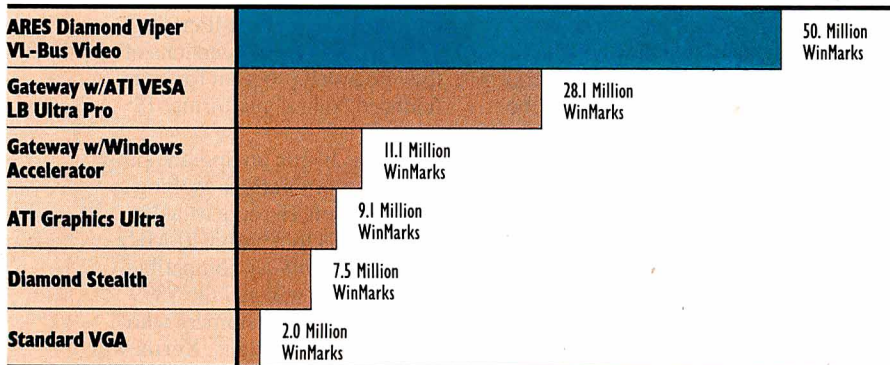 ARES Diamond Viper
VL-Bus Video
50. Million
WinMarks
Gateway w/ATI VESA
LB Ultra Pro
28.1 Million
WinMarks
Gateway w/Windows
Accelerator
11.1 Million
WinMarks
ATI Graphics Ultra
9.1 Million
WinMarks
Diamond Stealth
7.5 Million
WinMarks
Standard VGA
2.0 Million
WinMarks